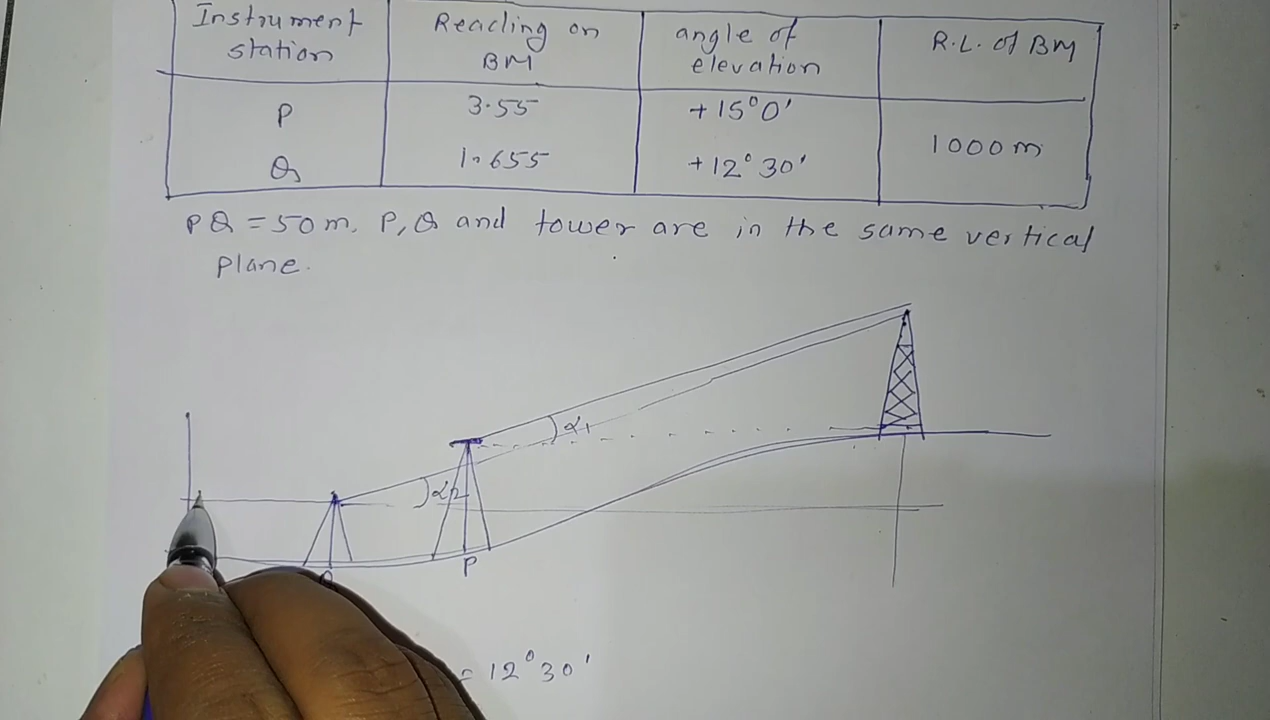 Instrument station Reading on BM angle of elevation R.L. of BM
P 3.55 +15°0' 1000 m
Q 1.655 +12°30'
PQ = 50m, P, Q and tower are in the same vertical
plane.
α1
α2
P
= 12°30'